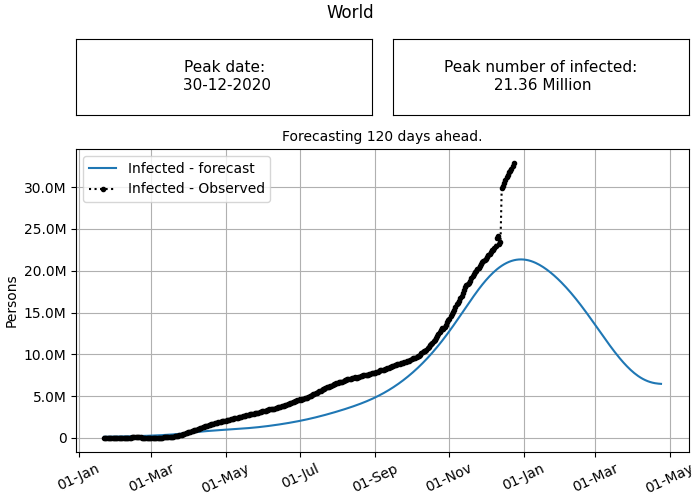 World
Peak date:
30-12-2020
Peak number of infected:
21.36 Million
Forecasting 120 days ahead.
Infected - forecast
Infected - Observed
Persons
30.0M
25.0M
20.0M
15.0M
10.0M
5.0M
0
01-Jan
01-Mar
01-May
01-Jul
01-Sep
01-Nov
01-Jan
01-Mar
01-May